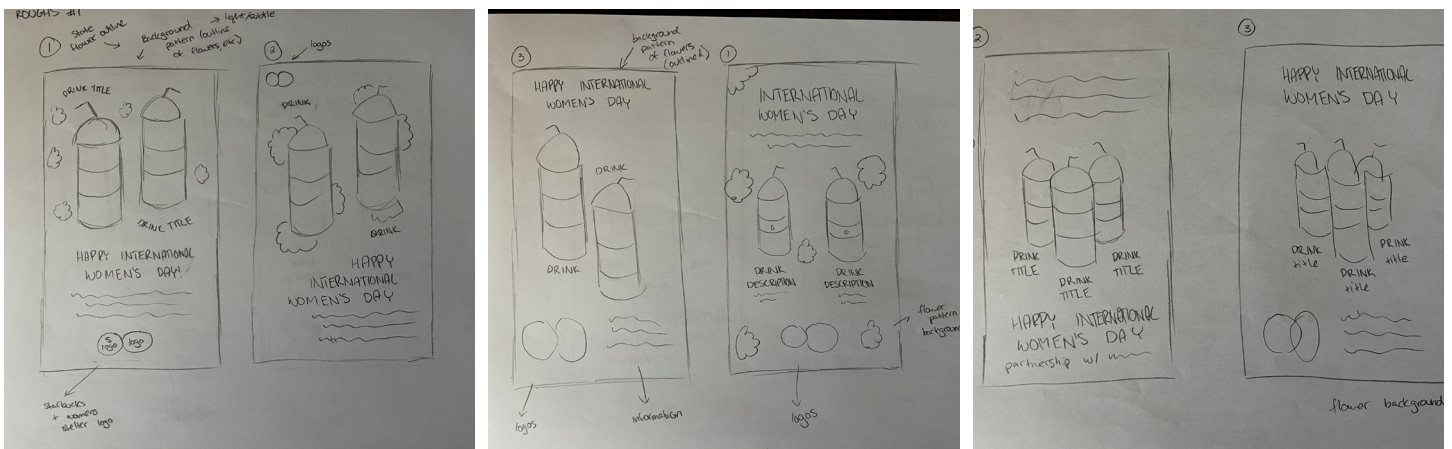 ROUGHS #1
1
State
flower outline
Background
pattern (outline
of flowers, etc.)
light/subtle
DRINK TITLE
DRINK TITLE
HAPPY INTERNATIONAL
WOMEN'S DAY!
$
logo
logo
Starbucks
+ womens
shelter logo
2
logos
DRINK
DRINK
HAPPY
INTERNATIONAL
WOMEN'S DAY
3
background
pattern
of flowers
(outlined)
HAPPY INTERNATIONAL
WOMEN'S DAY
DRINK
DRINK
logos
information
1
INTERNATIONAL
WOMEN'S DAY
DRINK
DESCRIPTION
DRINK
DESCRIPTION
flower
pattern
background
logos
2
DRINK
TITLE
DRINK
TITLE
DRINK
TITLE
HAPPY INTERNATIONAL
WOMEN'S DAY
partnership w/
3
HAPPY INTERNATIONAL
WOMEN'S DAY
DRINK
title
DRINK
title
DRINK
title
flower background